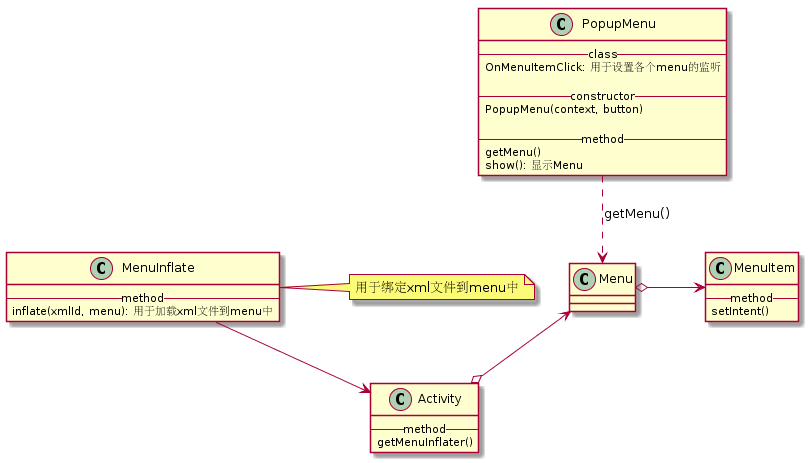 C PopupMenu
class
OnMenuItemClick: 用于设置各个menu的监听
constructor
PopupMenu(context, button)
method
getMenu()
show(): 显示Menu
getMenu()
C MenuInflate
method
inflate(xmlId, menu): 用于加载xml文件到menu中
用于绑定xml文件到menu中
C Menu
C MenuItem
method
setIntent()
C Activity
method
getMenuInflater()